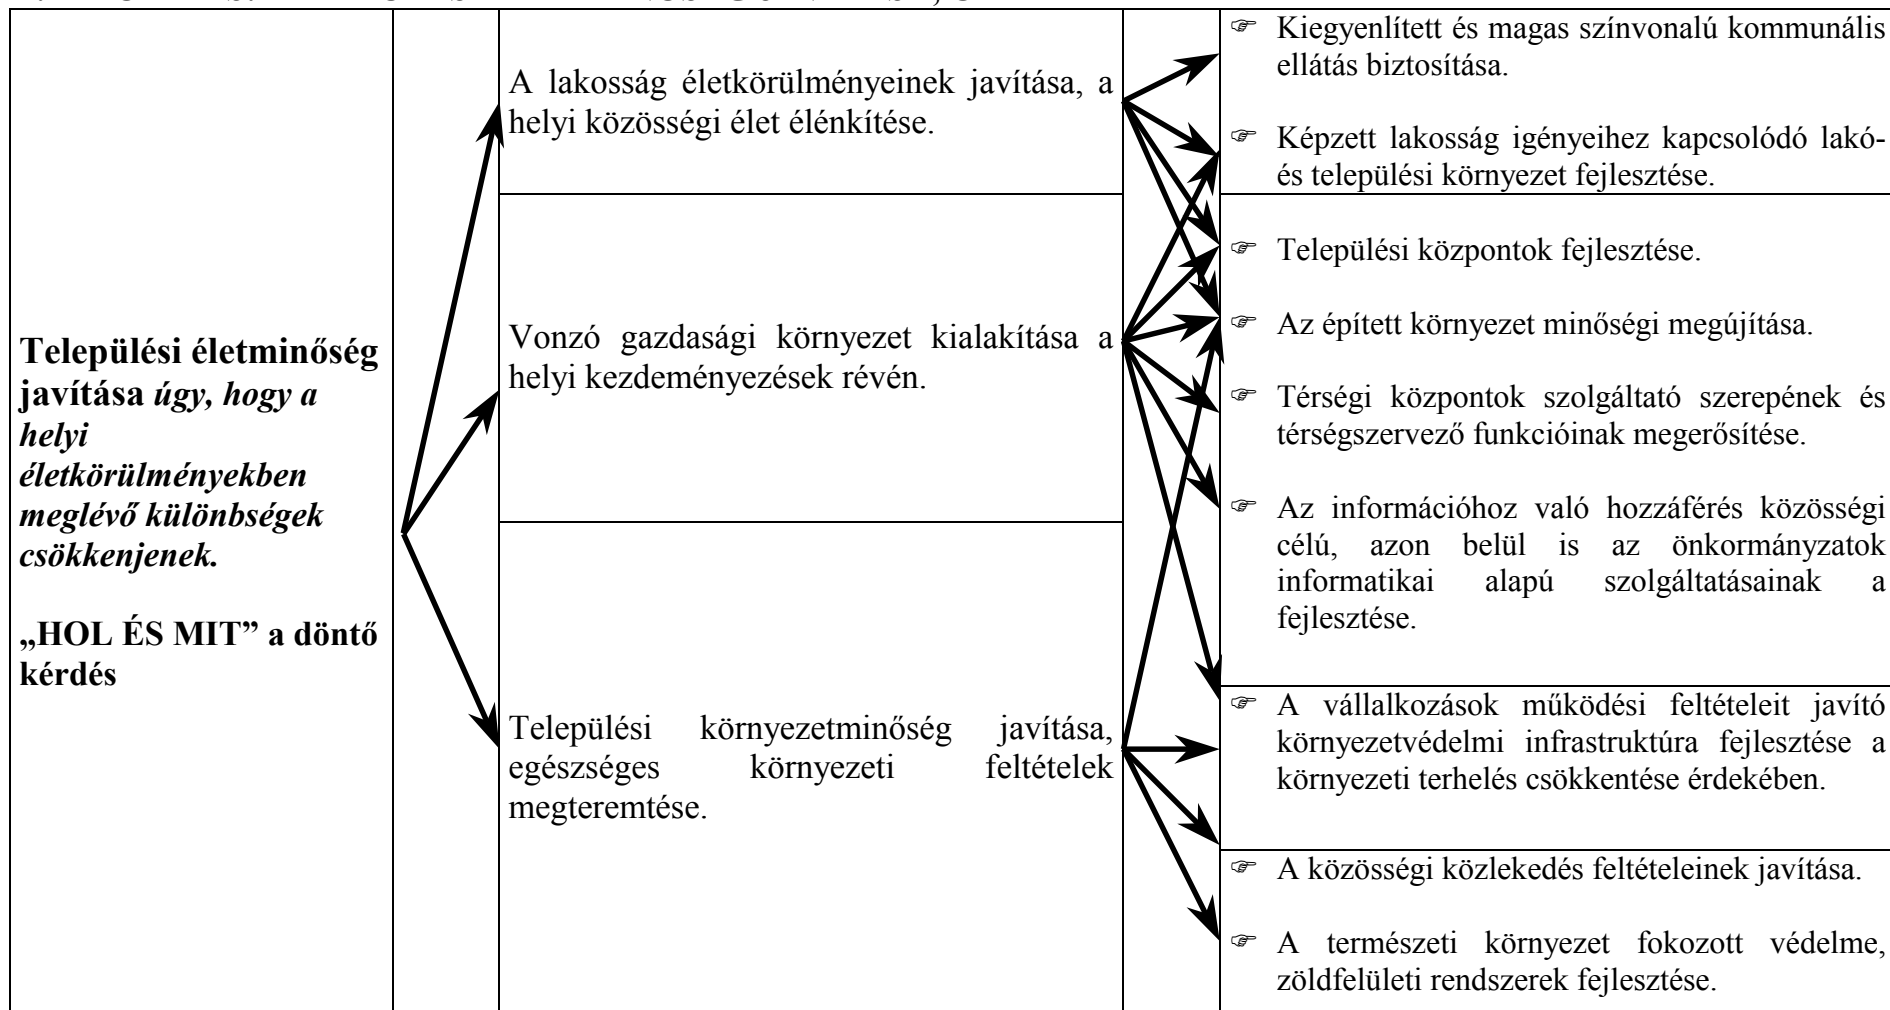 Települési életminőség
javítása úgy, hogy a
helyi
életkörülményekben
meglévő különbségek
csökkenjenek.
„HOL ÉS MIT” a döntő
kérdés
A lakosság életkörülményeinek javítása, a
helyi közösségi élet élénkítése.
Vonzó gazdasági környezet kialakítása a
helyi kezdeményezések révén.
Települési környezetminőség javítása,
egészséges környezeti feltételek
megteremtése.
☞ Kiegyenlített és magas színvonalú kommunális
ellátás biztosítása.
☞ Képzett lakosság igényeihez kapcsolódó lakó-
és települési környezet fejlesztése.
☞ Települési központok fejlesztése.
☞ Az épített környezet minőségi megújítása.
☞ Térségi központok szolgáltató szerepének és
térségszervező funkcióinak megerősítése.
☞ Az információhoz való hozzáférés közösségi
célú, azon belül is az önkormányzatok
informatikai alapú szolgáltatásainak a
fejlesztése.
☞ A vállalkozások működési feltételeit javító
környezetvédelmi infrastruktúra fejlesztése a
környezeti terhelés csökkentése érdekében.
☞ A közösségi közlekedés feltételeinek javítása.
☞ A természeti környezet fokozott védelme,
zöldfelületi rendszerek fejlesztése.